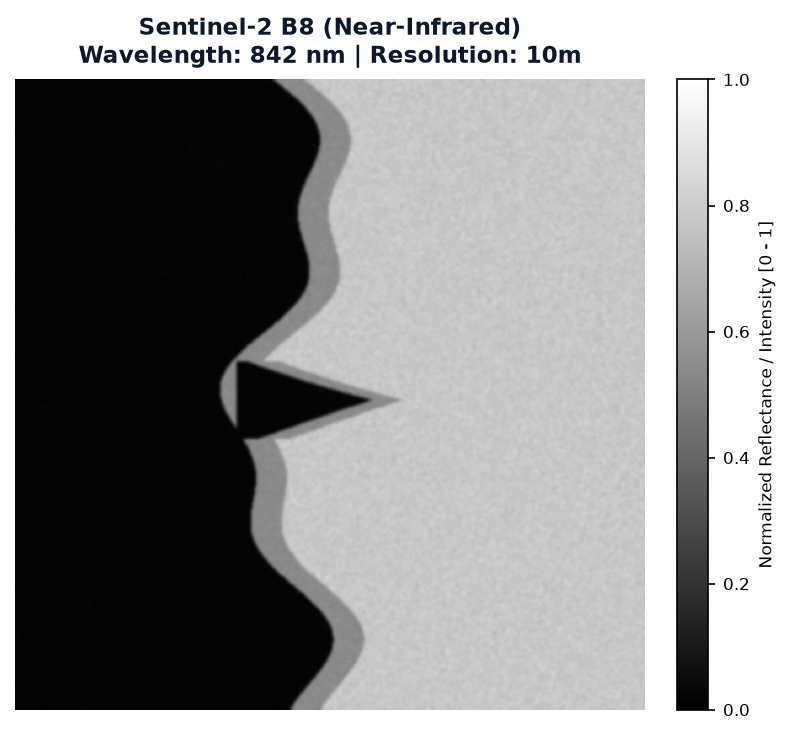 Sentinel-2 B8 (Near-Infrared)
Wavelength: 842 nm | Resolution: 10m
1.0
0.8
0.6
0.4
0.2
0.0
Normalized Reflectance / Intensity [0 - 1]